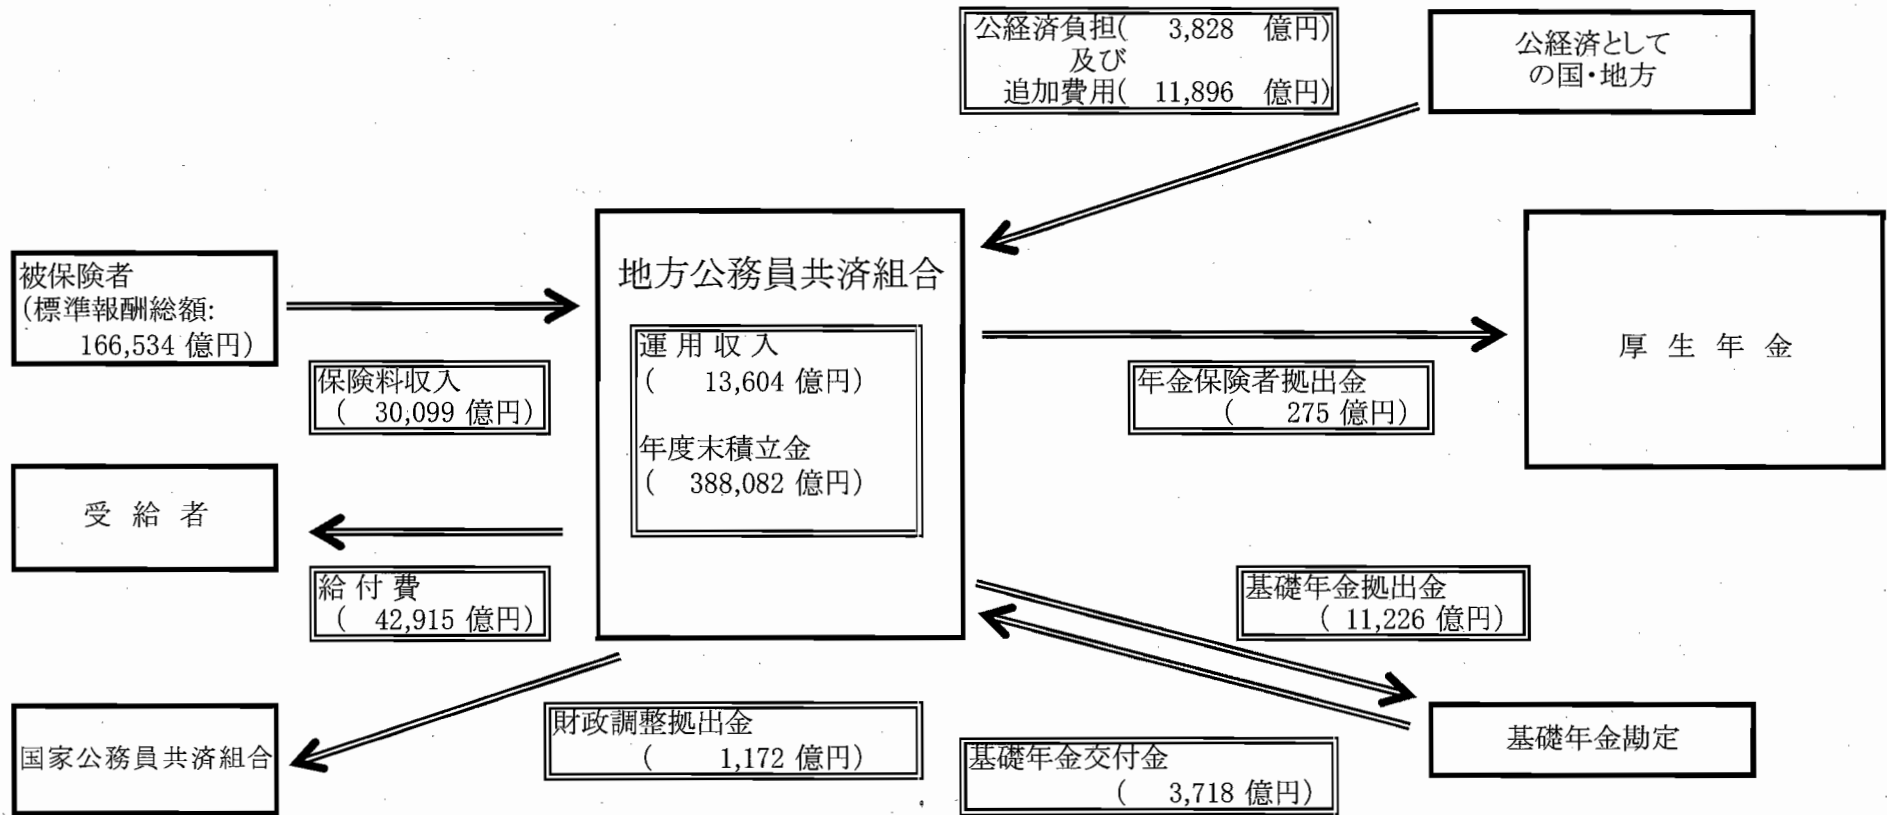 公経済負担( 3,828 億円)
及び
追加費用( 11,896 億円)
公経済として
の国・地方
被保険者
(標準報酬総額:
166,534 億円)
保険料収入
( 30,099 億円)
地方公務員共済組合
運 用 収 入
( 13,604 億円)
年度末積立金
( 388,082 億円)
年金保険者拠出金
( 275 億円)
厚 生 年 金
受 給 者
給 付 費
( 42,915 億円)
基礎年金拠出金
( 11,226 億円)
国家公務員共済組合
財政調整拠出金
( 1,172 億円)
基礎年金交付金
( 3,718 億円)
基礎年金勘定